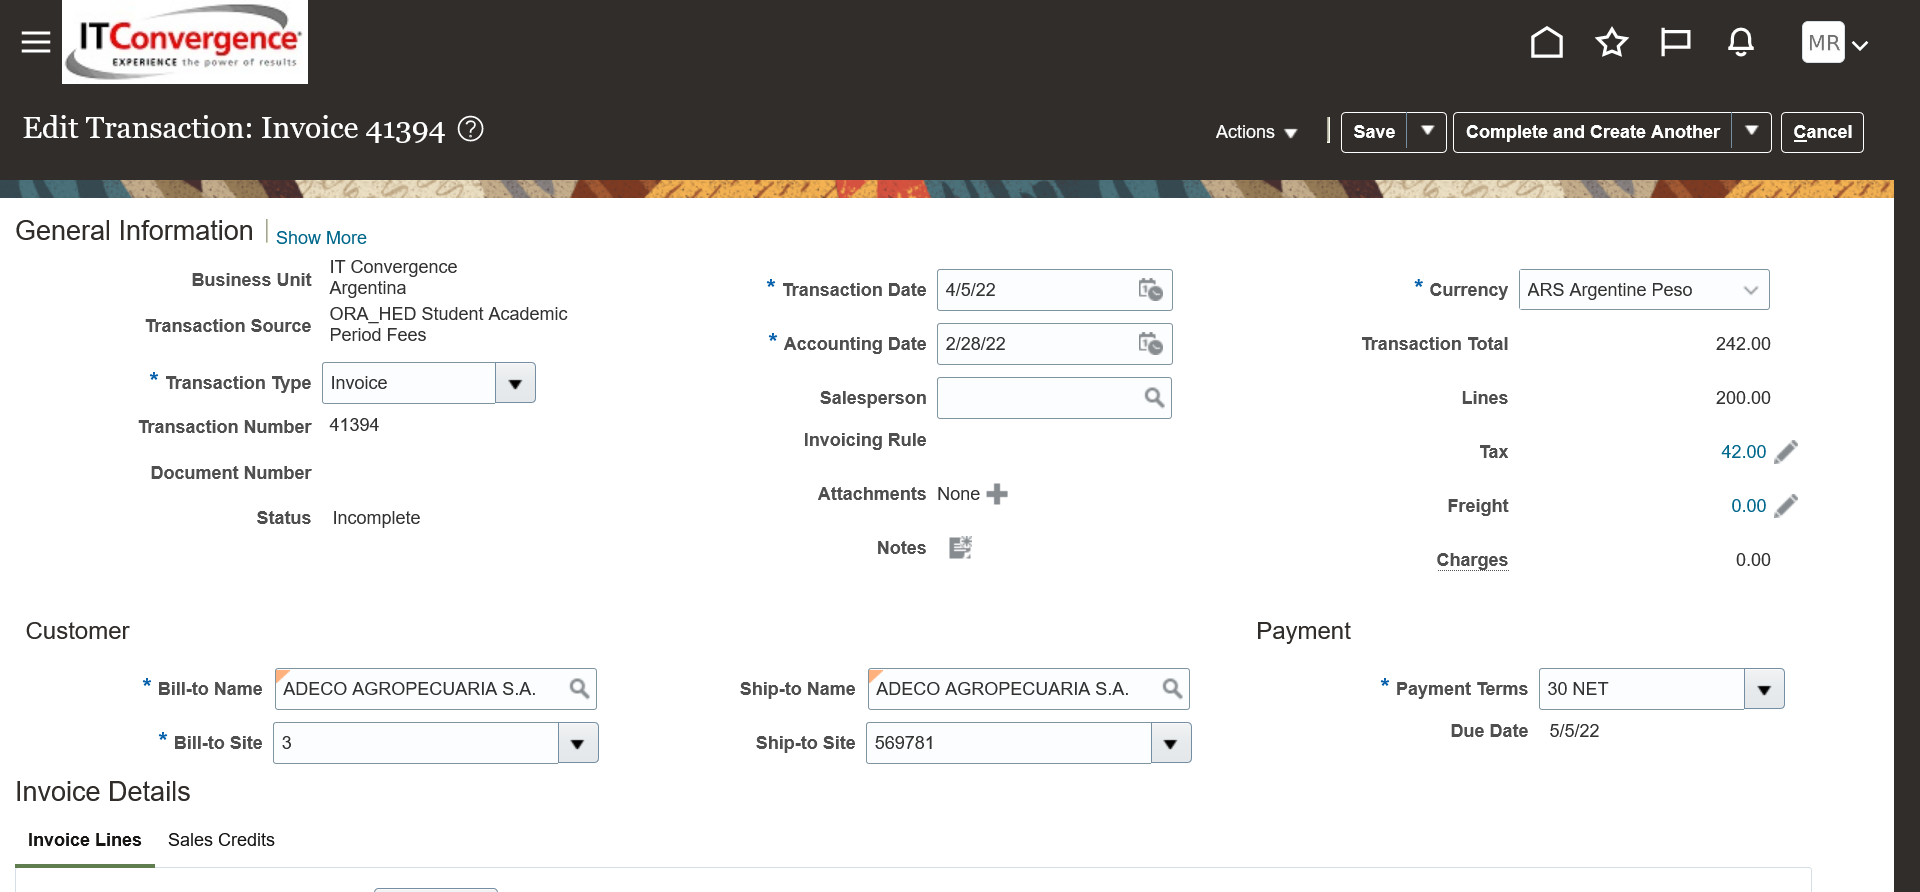 ITConvergence
EXPERIENCE the power of results
MR
Edit Transaction: Invoice 41394 ?
Actions
Save
Complete and Create Another
Cancel
General Information
Show More
Business Unit IT Convergence
Argentina
Transaction Source ORA_HED Student Academic
Period Fees
* Transaction Type Invoice
Transaction Number 41394
Document Number
Status Incomplete
* Transaction Date 4/5/22
* Accounting Date 2/28/22
Salesperson
Invoicing Rule
Attachments None
Notes
* Currency ARS Argentine Peso
Transaction Total 242.00
Lines 200.00
Tax 42.00
Freight 0.00
Charges 0.00
Customer
* Bill-to Name ADECO AGROPECUARIA S.A.
* Bill-to Site 3
Ship-to Name ADECO AGROPECUARIA S.A.
Ship-to Site 569781
Payment
* Payment Terms 30 NET
Due Date 5/5/22
Invoice Details
Invoice Lines Sales Credits